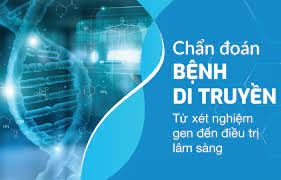 Chẩn đoán
BỆNH
DI TRUYỀN
Từ xét nghiệm
gen đến điều trị
lâm sàng